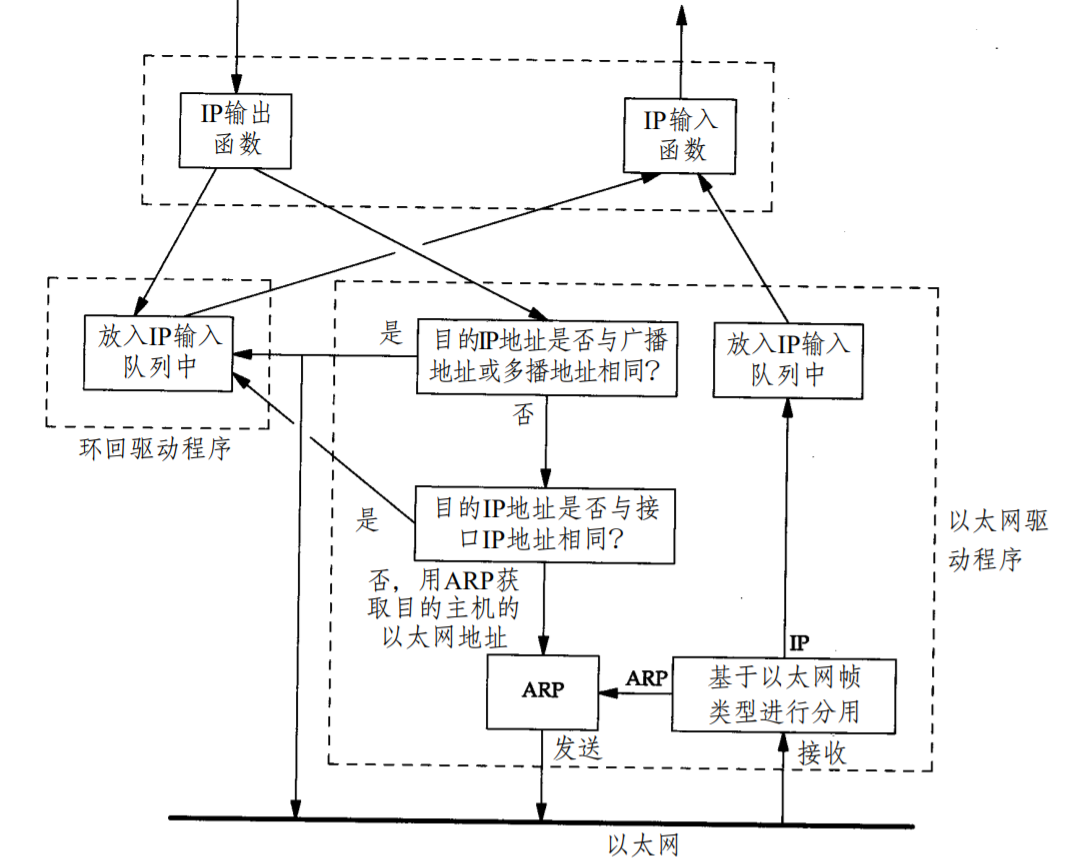 IP输出
函数
IP输入
函数
放入IP输入
队列中
环回驱动程序
是
目的IP地址是否与广播
地址或多播地址相同？
否
放入IP输入
队列中
是
目的IP地址是否与接
口IP地址相同？
否，用ARP获
取目的主机的
以太网地址
以太网驱
动程序
IP
ARP
ARP
基于以太网帧
类型进行分用
发送
接收
以太网